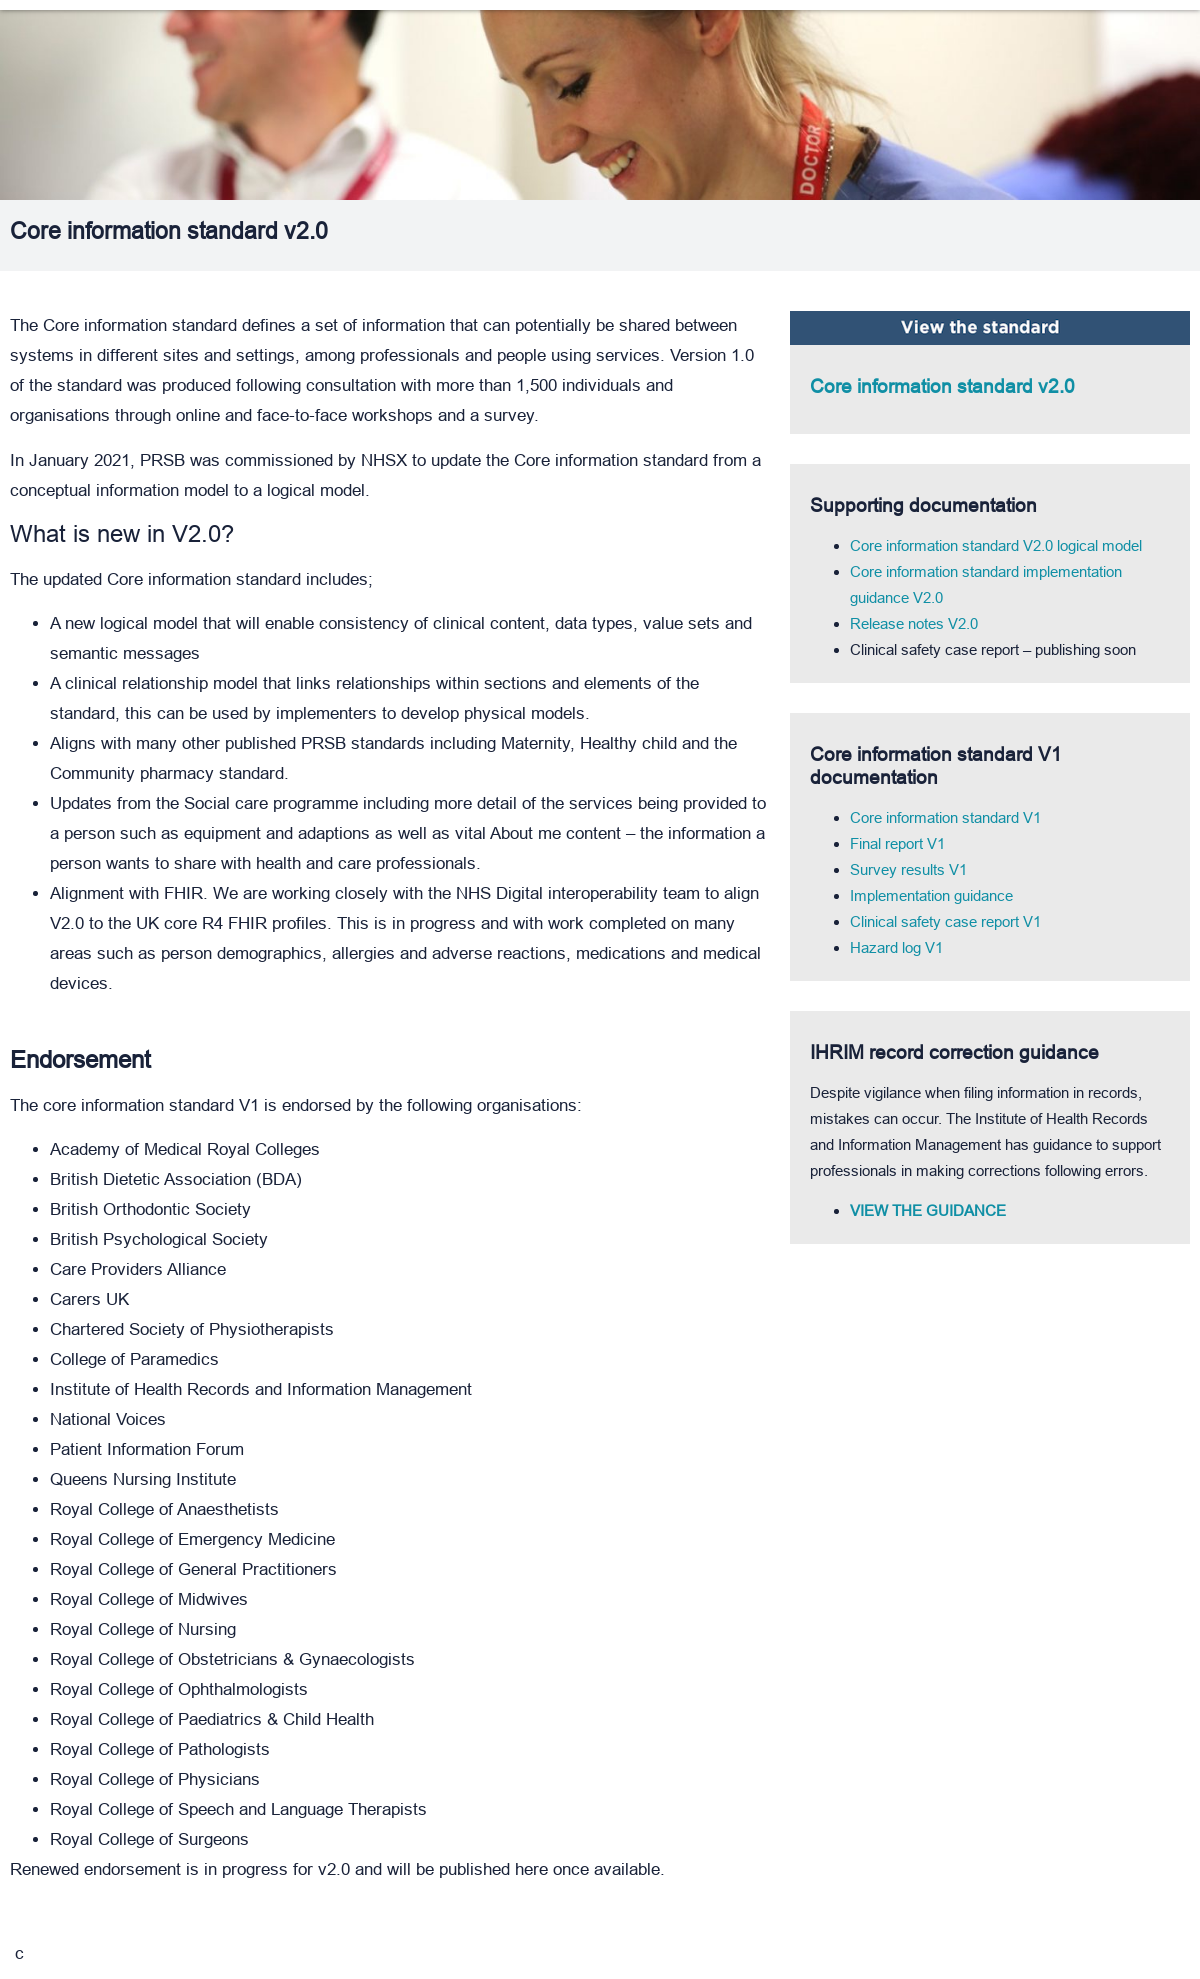 DOCTOR
Core information standard v2.0
The Core information standard defines a set of information that can potentially be shared between
systems in different sites and settings, among professionals and people using services. Version 1.0
of the standard was produced following consultation with more than 1,500 individuals and
organisations through online and face-to-face workshops and a survey.
In January 2021, PRSB was commissioned by NHSX to update the Core information standard from a
conceptual information model to a logical model.
What is new in V2.0?
The updated Core information standard includes;
• A new logical model that will enable consistency of clinical content, data types, value sets and
semantic messages
• A clinical relationship model that links relationships within sections and elements of the
standard, this can be used by implementers to develop physical models.
• Aligns with many other published PRSB standards including Maternity, Healthy child and the
Community pharmacy standard.
• Updates from the Social care programme including more detail of the services being provided to
a person such as equipment and adaptions as well as vital About me content – the information a
person wants to share with health and care professionals.
• Alignment with FHIR. We are working closely with the NHS Digital interoperability team to align
V2.0 to the UK core R4 FHIR profiles. This is in progress and with work completed on many
areas such as person demographics, allergies and adverse reactions, medications and medical
devices.
Endorsement
The core information standard V1 is endorsed by the following organisations:
• Academy of Medical Royal Colleges
• British Dietetic Association (BDA)
• British Orthodontic Society
• British Psychological Society
• Care Providers Alliance
• Carers UK
• Chartered Society of Physiotherapists
• College of Paramedics
• Institute of Health Records and Information Management
• National Voices
• Patient Information Forum
• Queens Nursing Institute
• Royal College of Anaesthetists
• Royal College of Emergency Medicine
• Royal College of General Practitioners
• Royal College of Midwives
• Royal College of Nursing
• Royal College of Obstetricians & Gynaecologists
• Royal College of Ophthalmologists
• Royal College of Paediatrics & Child Health
• Royal College of Pathologists
• Royal College of Physicians
• Royal College of Speech and Language Therapists
• Royal College of Surgeons
Renewed endorsement is in progress for v2.0 and will be published here once available.
c
View the standard
Core information standard v2.0
Supporting documentation
• Core information standard V2.0 logical model
• Core information standard implementation
guidance V2.0
• Release notes V2.0
• Clinical safety case report – publishing soon
Core information standard V1
documentation
• Core information standard V1
• Final report V1
• Survey results V1
• Implementation guidance
• Clinical safety case report V1
• Hazard log V1
IHRIM record correction guidance
Despite vigilance when filing information in records,
mistakes can occur. The Institute of Health Records
and Information Management has guidance to support
professionals in making corrections following errors.
• VIEW THE GUIDANCE